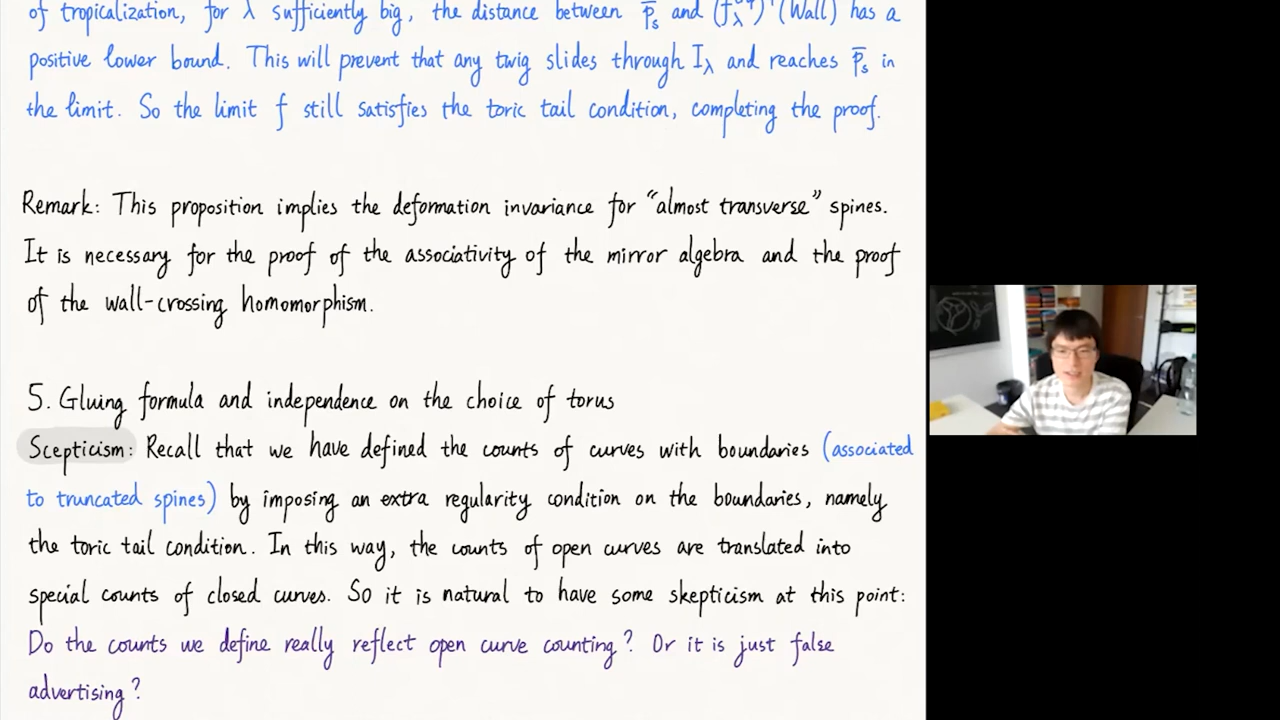 of tropicalization, for λ sufficiently big, the distance between p̄ₛ and (Wall) has a
positive lower bound. This will prevent that any twig slides through I_λ and reaches p̄ₛ in
the limit. So the limit f still satisfies the toric tail condition, completing the proof.
Remark: This proposition implies the deformation invariance for "almost transverse" spines.
It is necessary for the proof of the associativity of the mirror algebra and the proof
of the wall-crossing homomorphism.
5. Gluing formula and independence on the choice of torus
Scepticism: Recall that we have defined the counts of curves with boundaries (associated
to truncated spines) by imposing an extra regularity condition on the boundaries, namely
the toric tail condition. In this way, the counts of open curves are translated into
special counts of closed curves. So it is natural to have some skepticism at this point:
Do the counts we define really reflect open curve counting? Or it is just false
advertising?